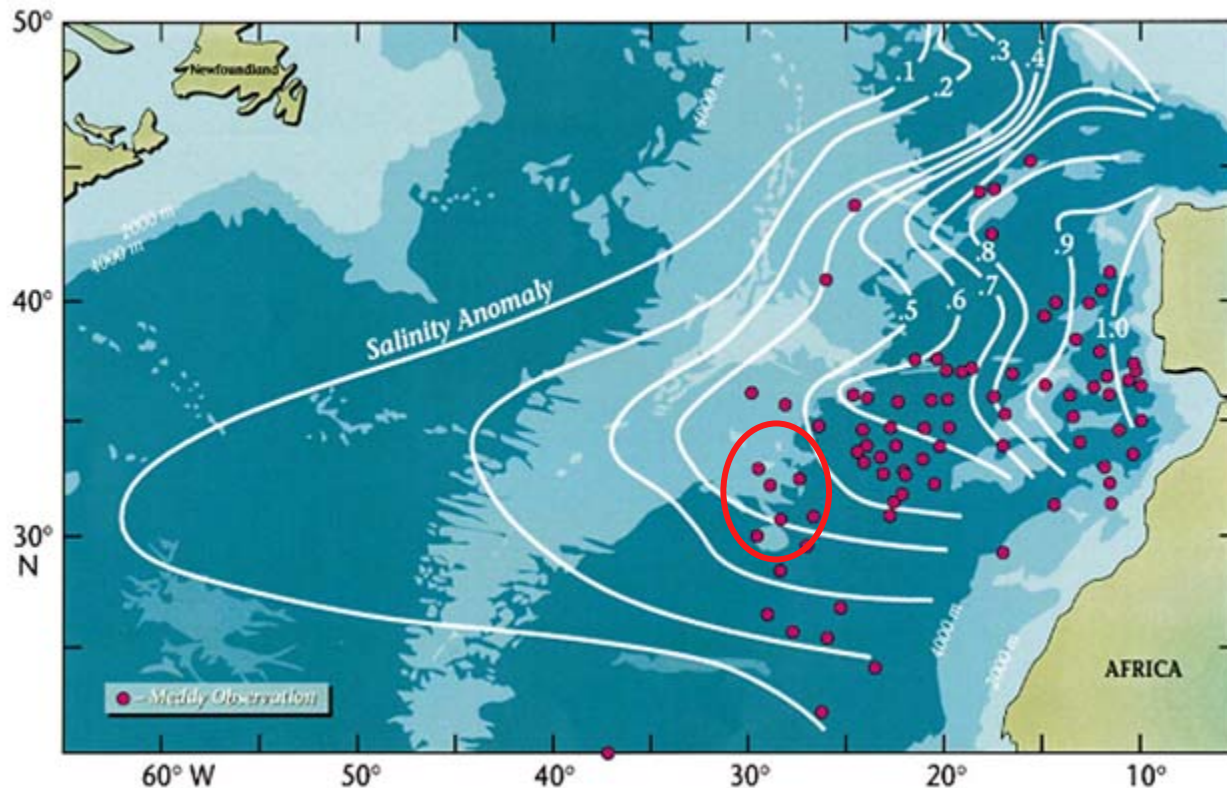 50°
40°
30°
N
60° W
50°
40°
30°
20°
10°
Newfoundland
2000 m
4000 m
4000 m
Salinity Anomaly
.1
.2
.3
.4
.5
.6
.7
.8
.9
1.0
4000 m
2000 m
AFRICA
– Meddy Observation